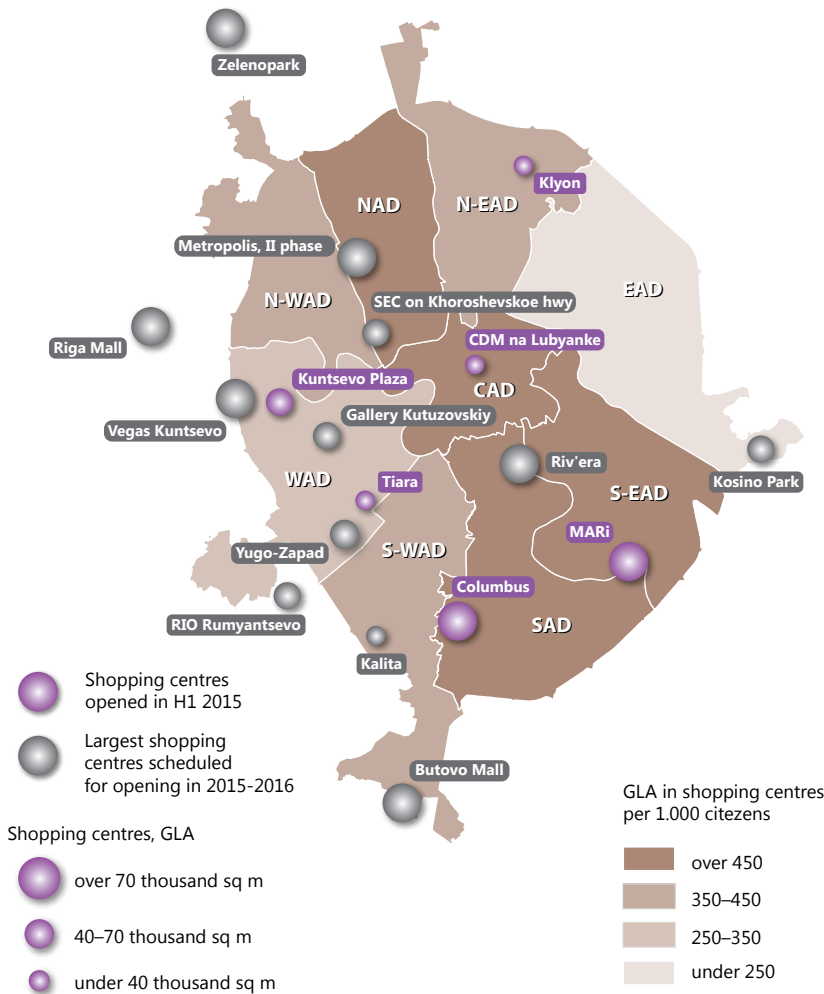 Zelenopark
Klyon
NAD
N-EAD
Metropolis, II phase
EAD
N-WAD
SEC on Khoroshevskoe hwy
Riga Mall
CDM na Lubyanke
Kuntsevo Plaza
CAD
Vegas Kuntsevo
Gallery Kutuzovskiy
Riv'era
WAD
Tiara
Kosino Park
S-EAD
MARi
Yugo-Zapad
S-WAD
Columbus
RIO Rumyantsevo
SAD
Kalita
Shopping centres
opened in H1 2015
Largest shopping
centres scheduled
for opening in 2015-2016
Butovo Mall
Shopping centres, GLA
over 70 thousand sq m
40–70 thousand sq m
under 40 thousand sq m
GLA in shopping centres
per 1.000 citezens
over 450
350–450
250–350
under 250